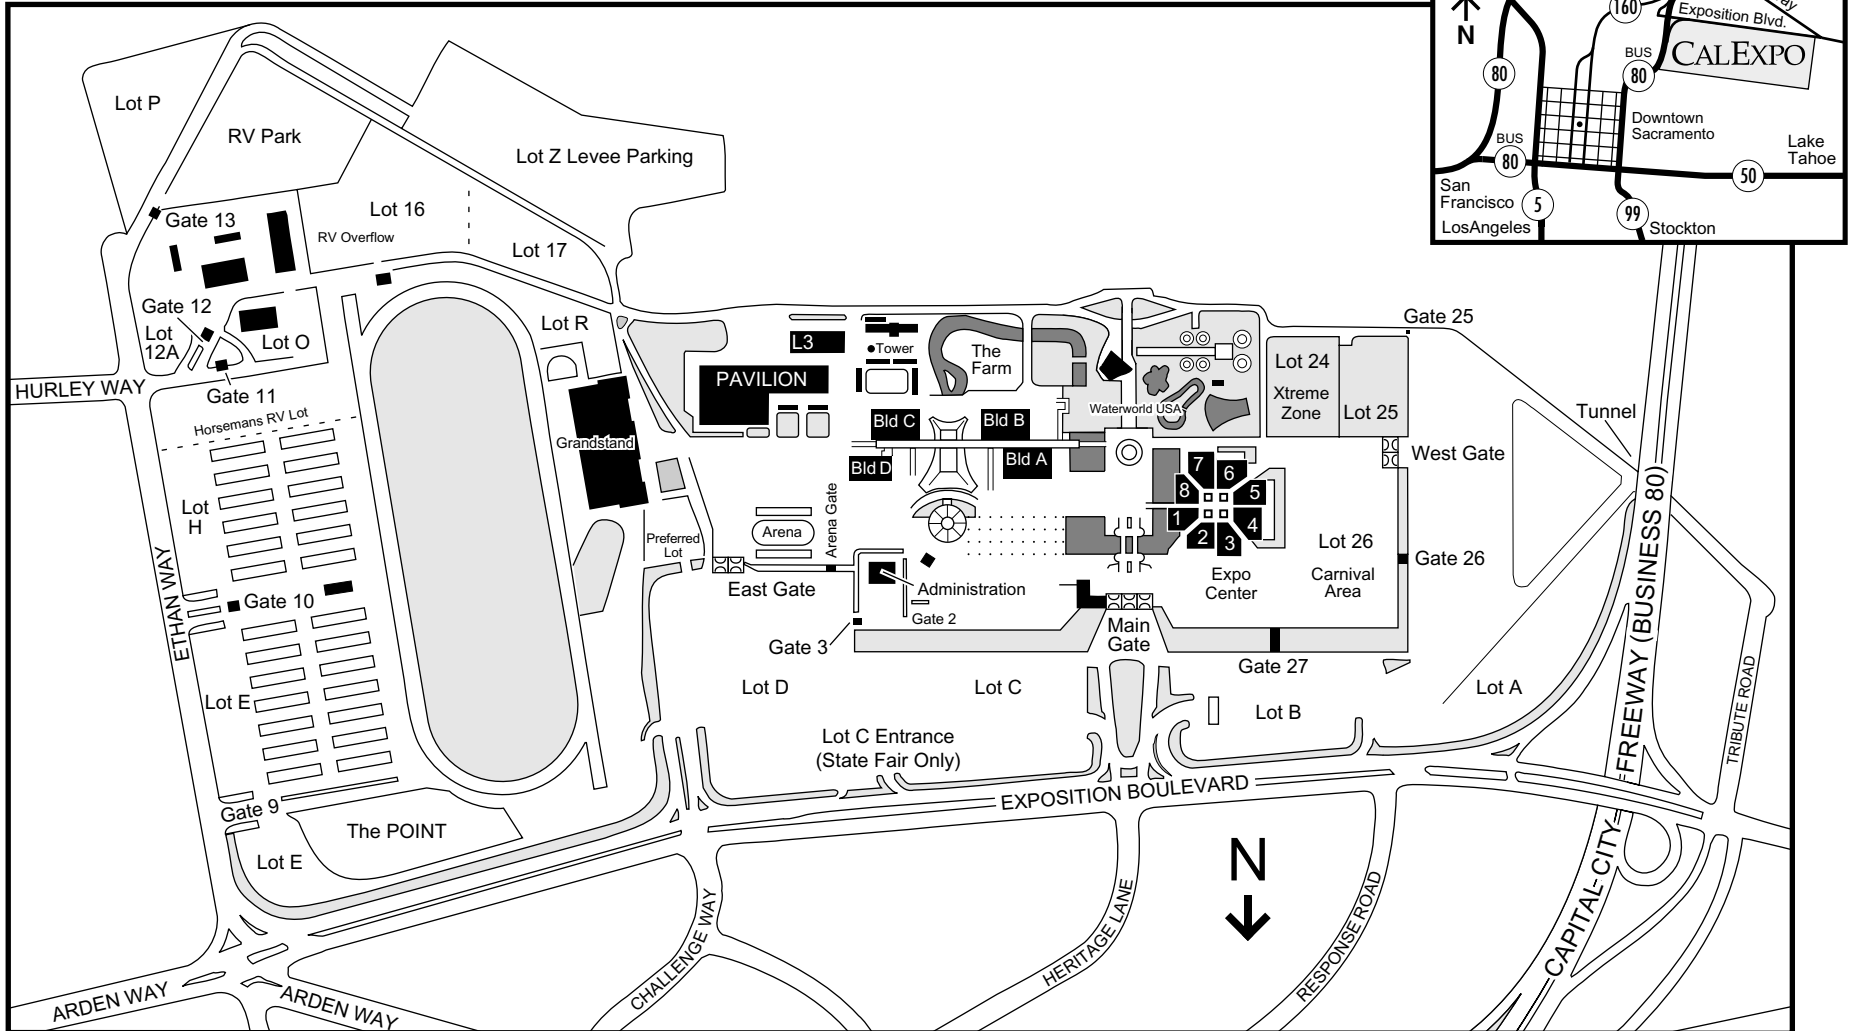 160
Exposition Blvd.
N
CALEXPO
BUS
80
80
Downtown
Sacramento
BUS
80
Lake
Tahoe
50
San
Francisco
5
99
LosAngeles
Stockton
Lot P
RV Park
Lot Z Levee Parking
Gate 13
Lot 16
RV Overflow
Lot 17
Gate 12
Lot
12A
Lot O
Lot R
Gate 25
HURLEY WAY
Gate 11
Horsemans RV Lot
Grandstand
L3
Tower
PAVILION
The
Farm
Waterworld USA
Lot 24
Xtreme
Zone
Lot 25
Tunnel
West Gate
Bld C
Bld B
Bld D
Bld A
7
6
8
5
1
4
2
3
Lot
H
Preferred
Lot
Arena
Arena Gate
East Gate
Administration
Gate 2
Gate 3
Expo
Center
Lot 26
Carnival
Area
Gate 26
Main
Gate
Gate 27
ETHAN WAY
Gate 10
Lot E
Lot D
Lot C
Lot B
Lot A
Lot C Entrance
(State Fair Only)
FREEWAY (BUSINESS 80)
TRIBUTE ROAD
Gate 9
The POINT
Lot E
EXPOSITION BOULEVARD
N
CAPITAL CITY
CHALLENGE WAY
HERITAGE LANE
RESPONSE ROAD
ARDEN WAY
ARDEN WAY